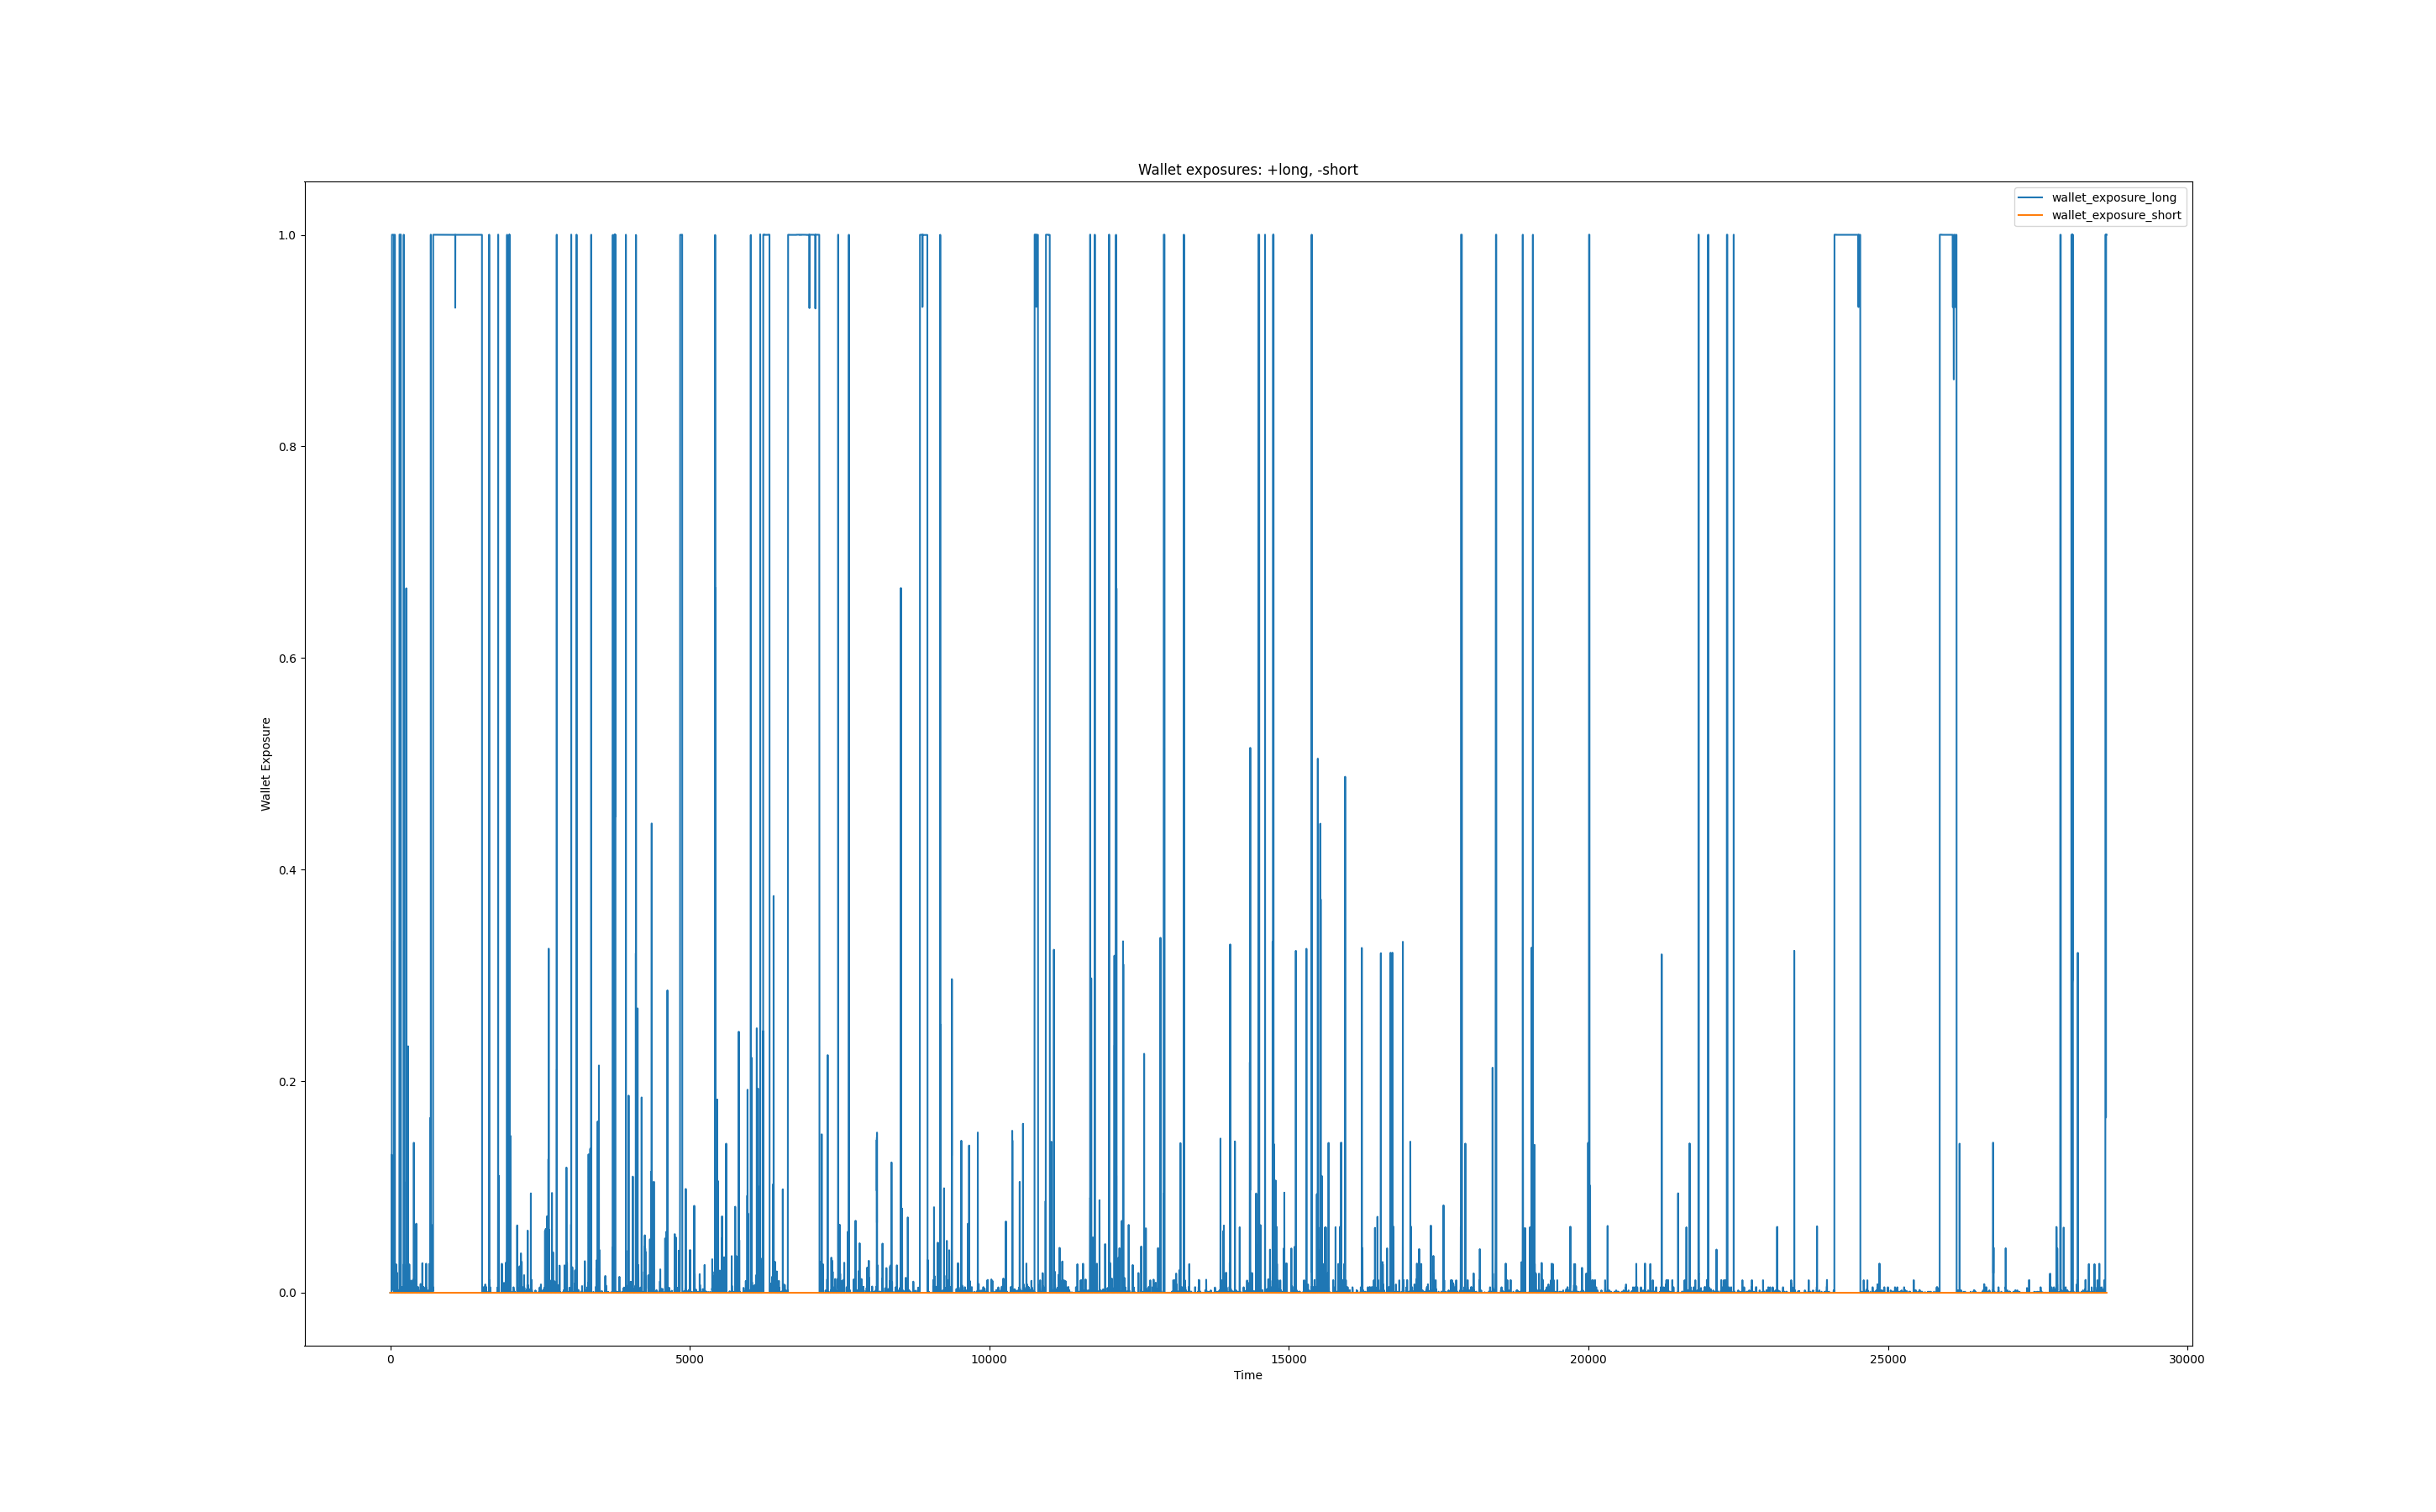 Wallet exposures: +long, -short
wallet_exposure_long
wallet_exposure_short
1.0
0.8
0.6
0.4
0.2
0.0
Wallet Exposure
0 5000 10000 15000 20000 25000 30000
Time